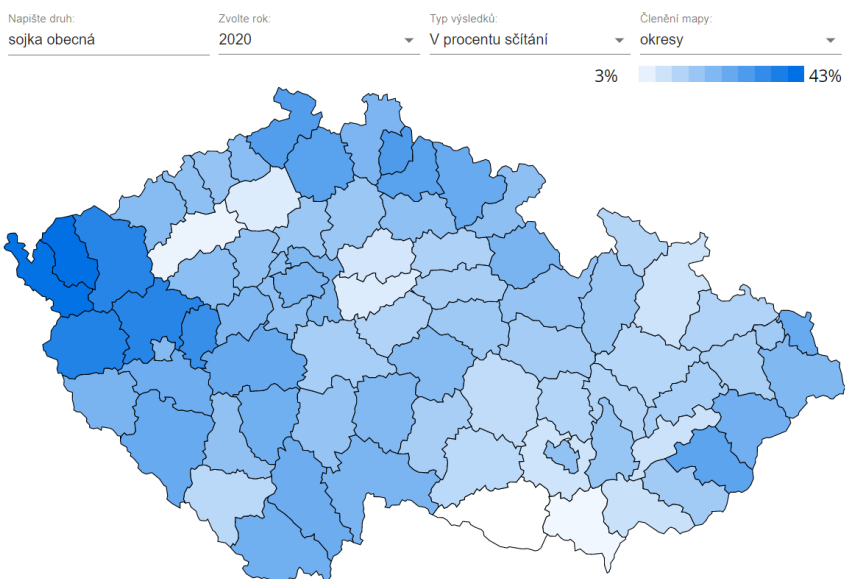 Napište druh: Zvolte rok: Typ výsledků: Členění mapy:
sojka obecná 2020 V procentu sčítání okresy
3% 43%